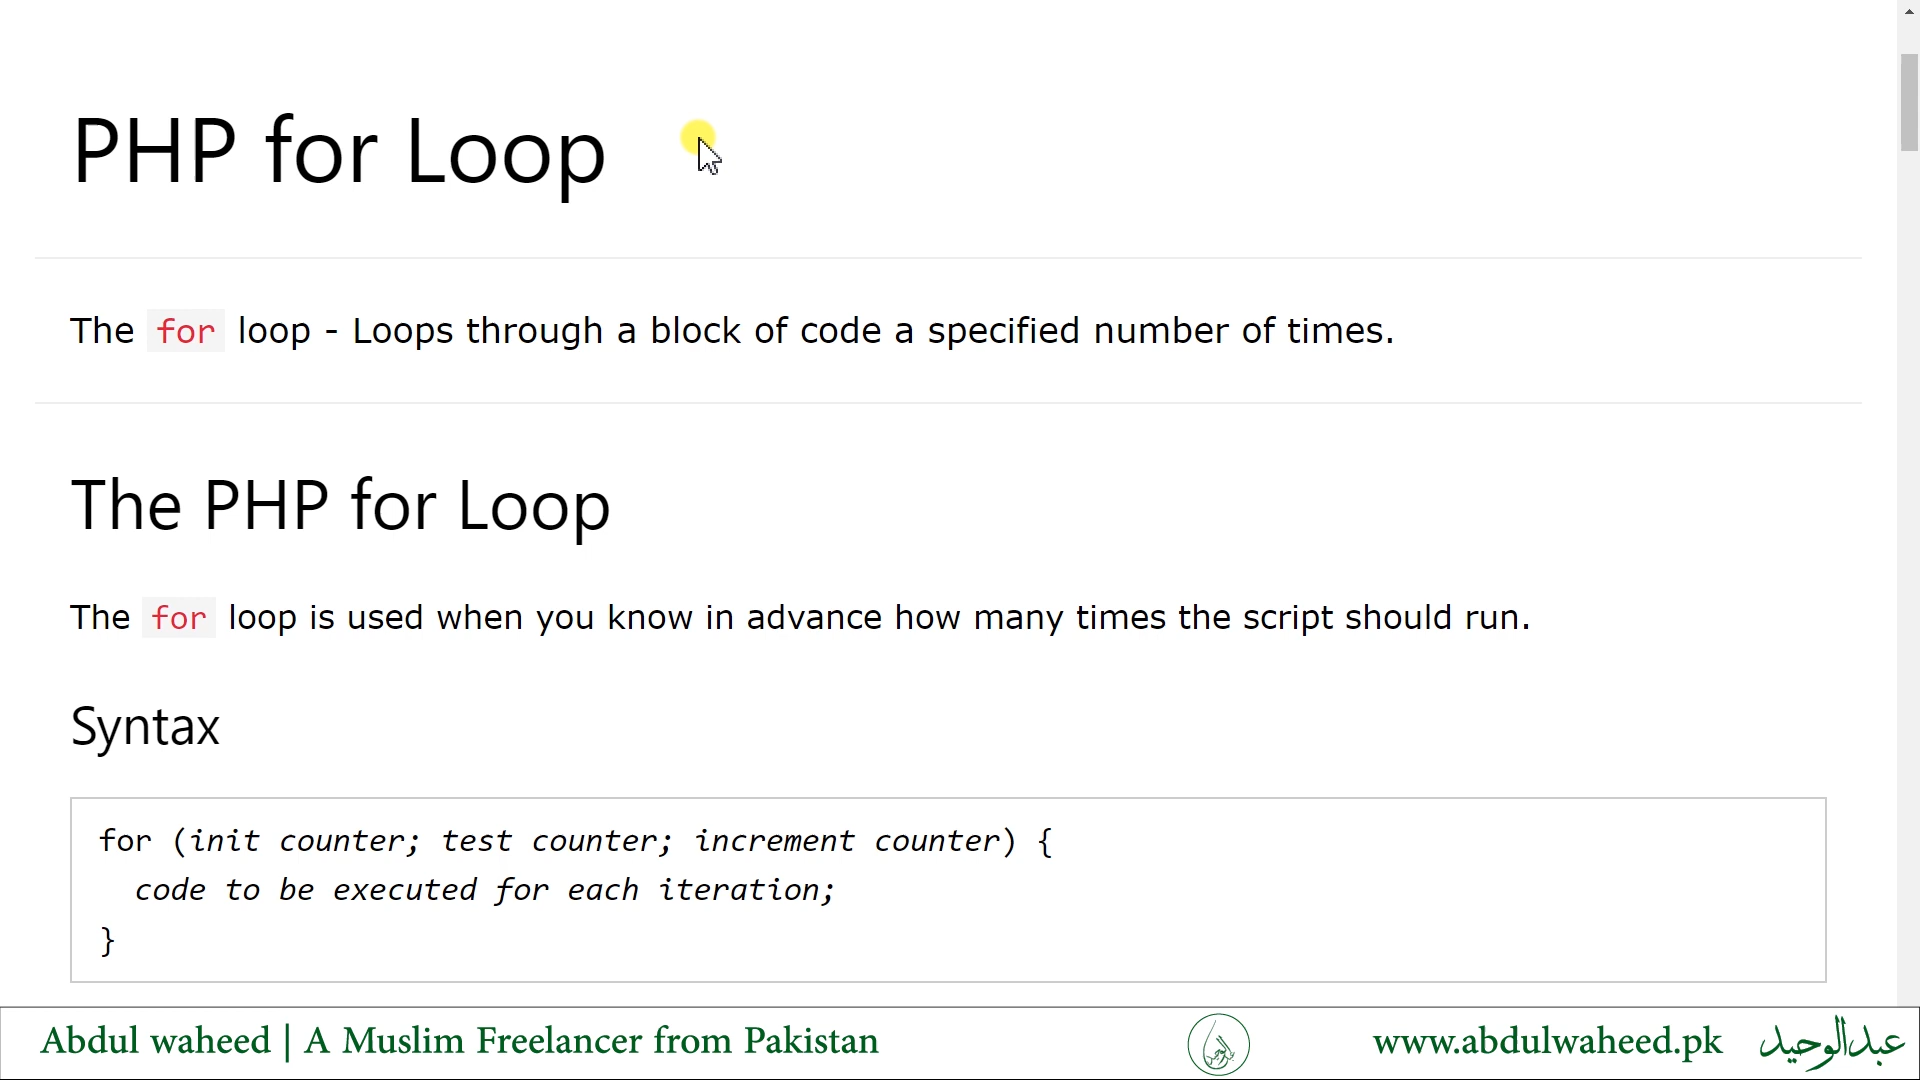 PHP for Loop
The for loop - Loops through a block of code a specified number of times.
The PHP for Loop
The for loop is used when you know in advance how many times the script should run.
Syntax
for (init counter; test counter; increment counter) {
  code to be executed for each iteration;
}
Abdul waheed | A Muslim Freelancer from Pakistan
www.abdulwaheed.pk
عبدالوحید